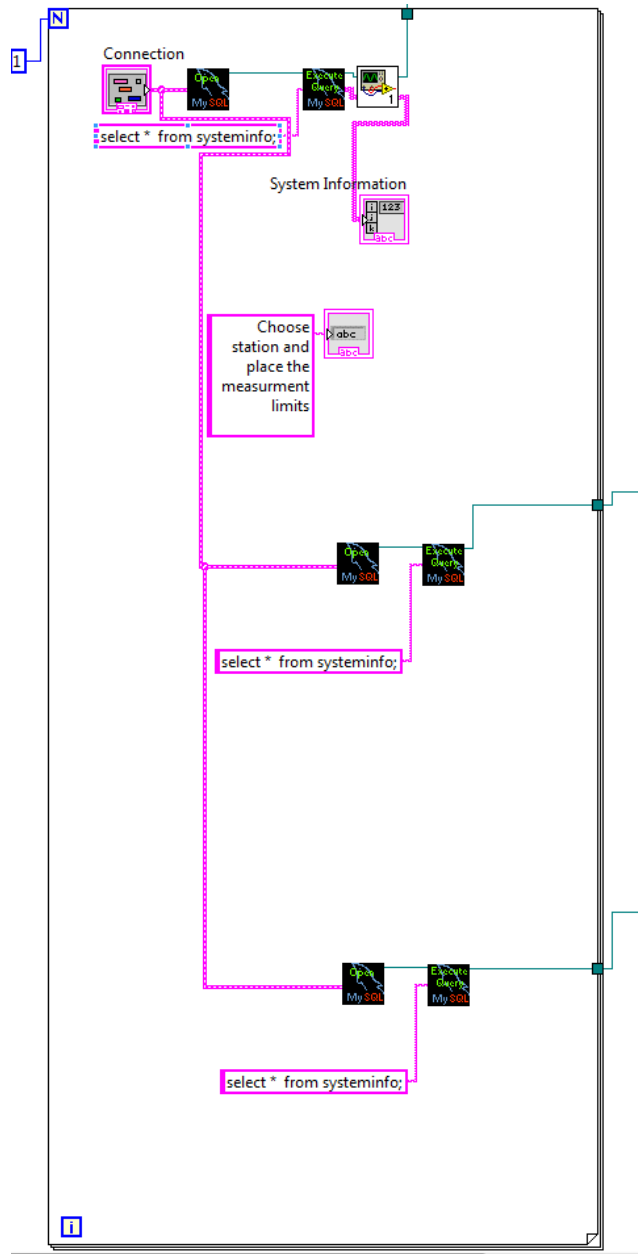 N
1
Connection
Open
MySQL
Execute
Query
MySQL
1
select * from systeminfo;
System Information
i
j
k
123
abc
Choose
station and
place the
measurment
limits
abc
abc
Open
MySQL
Execute
Query
MySQL
select * from systeminfo;
Open
MySQL
Execute
Query
MySQL
select * from systeminfo;
i